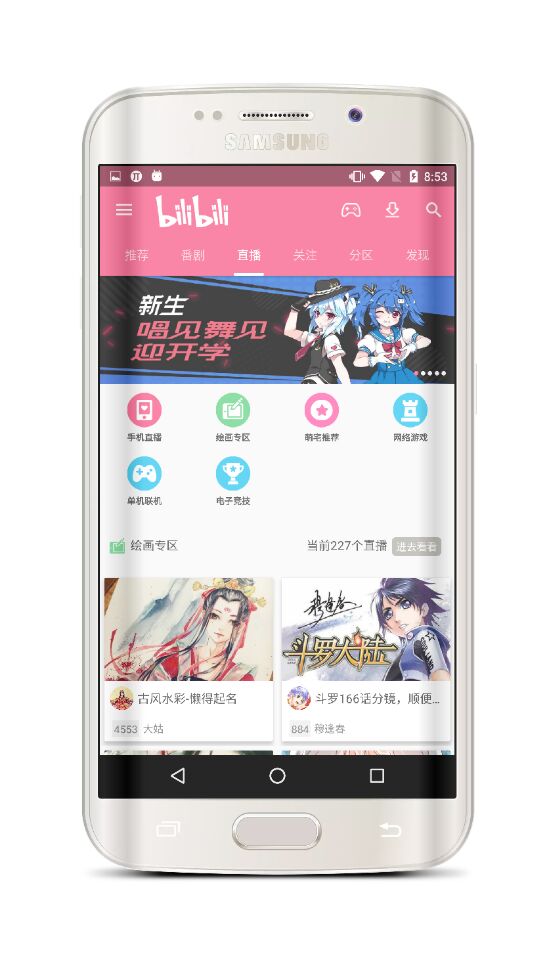 SAMSUNG
8:53
bilibili
推荐 番剧 直播 关注 分区 发现
新生
唱见舞见
迎开学
手机直播 绘画专区 萌宅推荐 网络游戏
单机联机 电子竞技
绘画专区 当前227个直播 进去看看
穆逢春
斗罗大陆
古风水彩-懒得起名 斗罗166话分镜，顺便...
4553 大姑 884 穆逢春